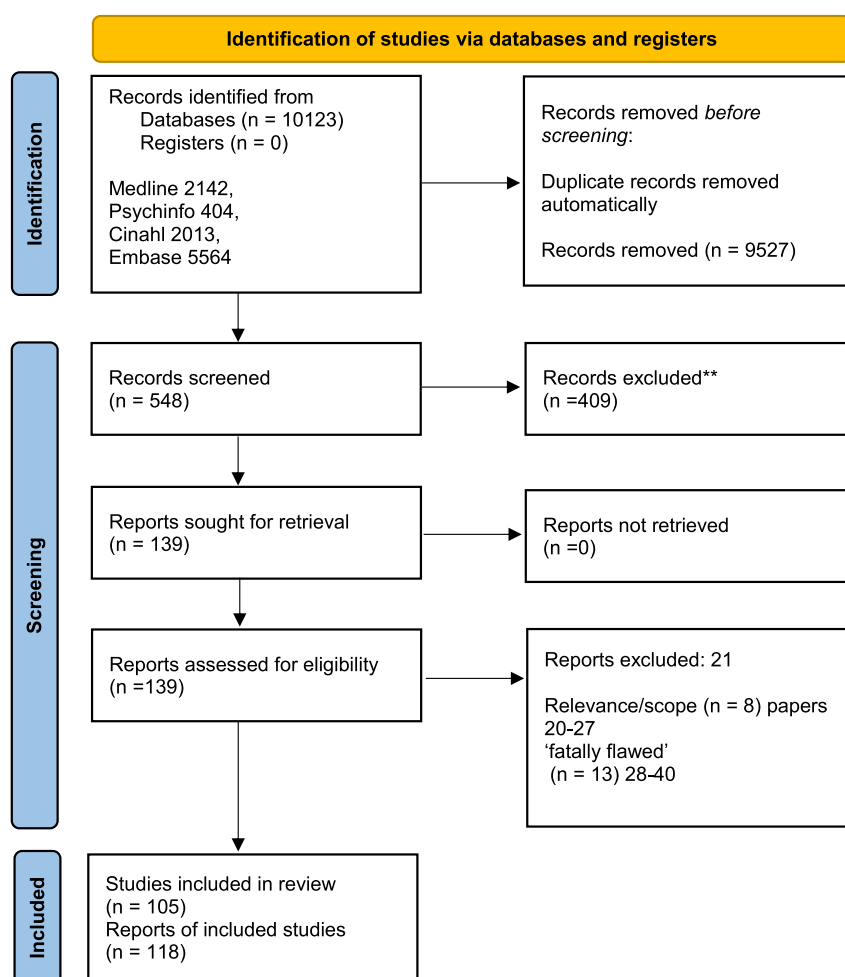 Identification of studies via databases and registers
Identification
Records identified from
Databases (n = 10123)
Registers (n = 0)
Medline 2142,
Psychinfo 404,
Cinahl 2013,
Embase 5564
Records removed before
screening:
Duplicate records removed
automatically
Records removed (n = 9527)
Screening
Records screened
(n = 548)
Records excluded**
(n =409)
Reports sought for retrieval
(n = 139)
Reports not retrieved
(n =0)
Reports assessed for eligibility
(n =139)
Reports excluded: 21
Relevance/scope (n = 8) papers
20-27
‘fatally flawed’
(n = 13) 28-40
Included
Studies included in review
(n = 105)
Reports of included studies
(n = 118)